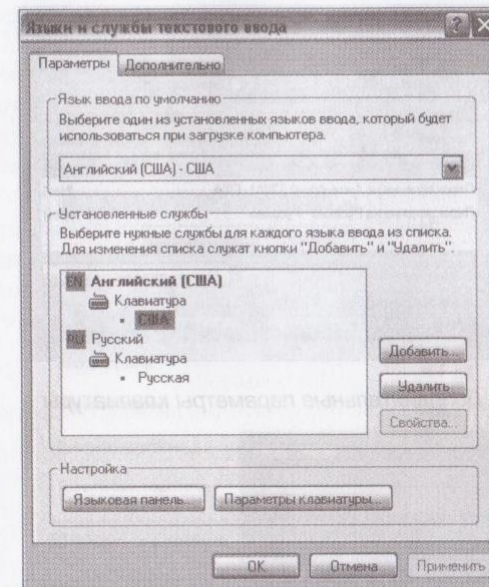 Языки и службы текстового ввода
Параметры
Дополнительно
Язык ввода по умолчанию
Выберите один из установленных языков ввода, который будет
использоваться при загрузке компьютера.
Английский (США) - США
Установленные службы
Выберите нужные службы для каждого языка ввода из списка.
Для изменения списка служат кнопки "Добавить" и "Удалить".
EN Английский (США)
Клавиатура
• США
RU Русский
Клавиатура
• Русская
Добавить...
Удалить
Свойства...
Настройка
Языковая панель...
Параметры клавиатуры...
OK
Отмена
Применить